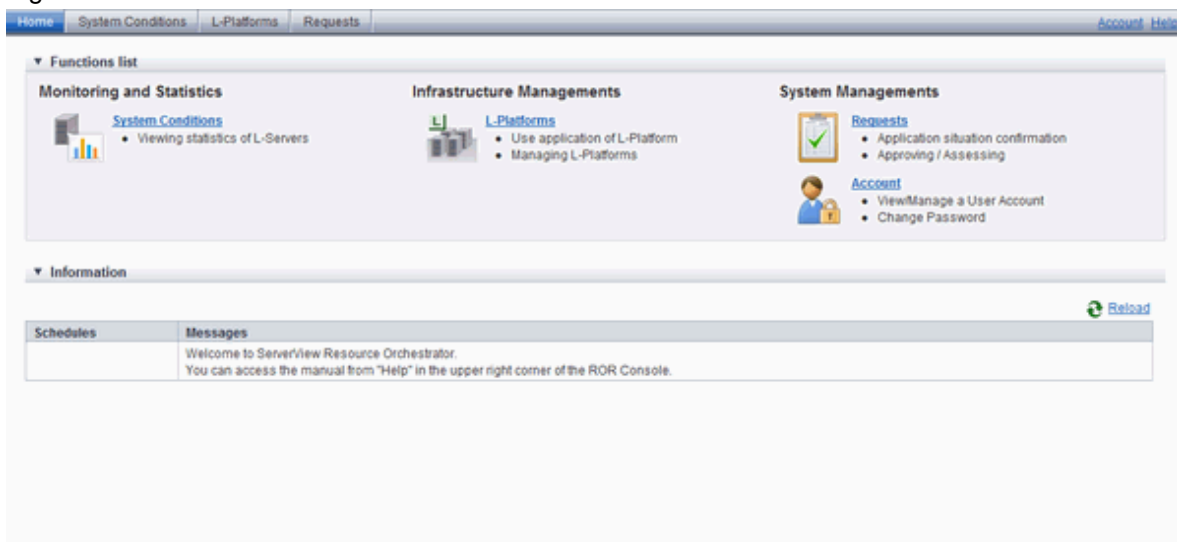 Home System Conditions L-Platforms Requests Account Help
▼ Functions list
Monitoring and Statistics
System Conditions
• Viewing statistics of L-Servers
Infrastructure Managements
L-Platforms
• Use application of L-Platform
• Managing L-Platforms
System Managements
Requests
• Application situation confirmation
• Approving / Assessing
Account
• View/Manage a User Account
• Change Password
▼ Information
Reload
Schedules Messages
Welcome to ServerView Resource Orchestrator.
You can access the manual from "Help" in the upper right corner of the ROR Console.